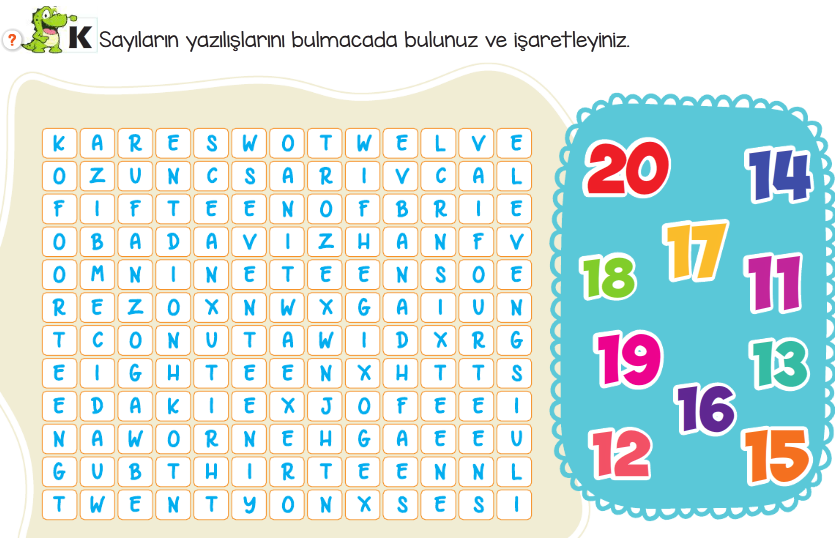 ? K Sayıların yazılışlarını bulmacada bulunuz ve işaretleyiniz.
K A R E S W O T W E L V E
O Z U N C S A R I V C A L
F I F T E E N O F B R I E
O B A D A V I Z H A N F V
O M N I N E T E E N S O E
R E Z O X N W X G A I U N
T C O N U T A W I D X R G
E I G H T E E N X H T T S
E D A K I E X J O F E E I
N A W O R N E H G A E E U
G U B T H I R T E E N N L
T W E N T Y O N X S E S I
20 14
17
18 11
19 13
16
12 15